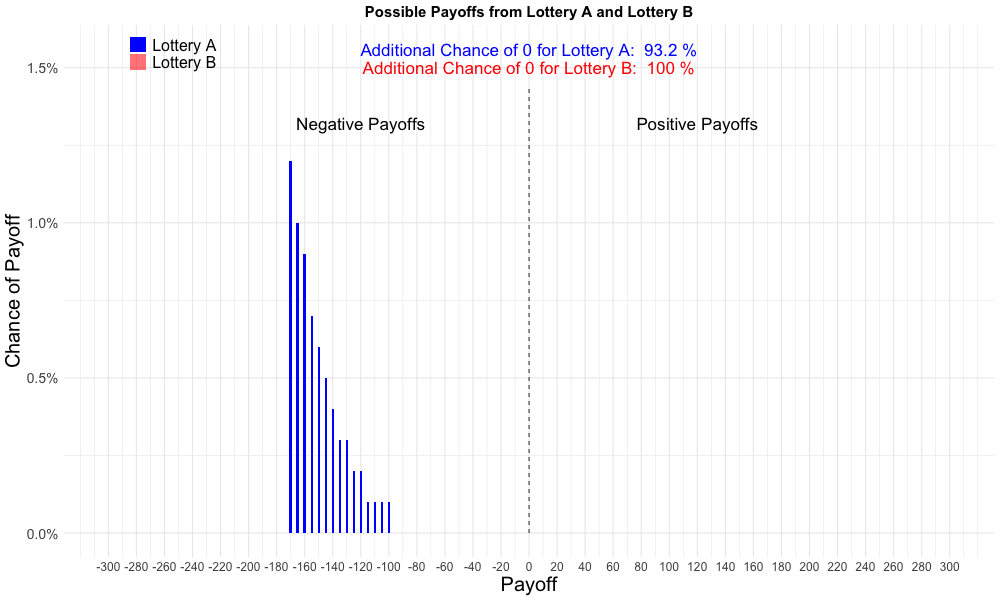 Possible Payoffs from Lottery A and Lottery B
Lottery A
Lottery B
Additional Chance of 0 for Lottery A:  93.2 %
Additional Chance of 0 for Lottery B:  100 %
Negative Payoffs
Positive Payoffs
Chance of Payoff
1.5%
1.0%
0.5%
0.0%
-300 -280 -260 -240 -220 -200 -180 -160 -140 -120 -100 -80 -60 -40 -20 0 20 40 60 80 100 120 140 160 180 200 220 240 260 280 300
Payoff